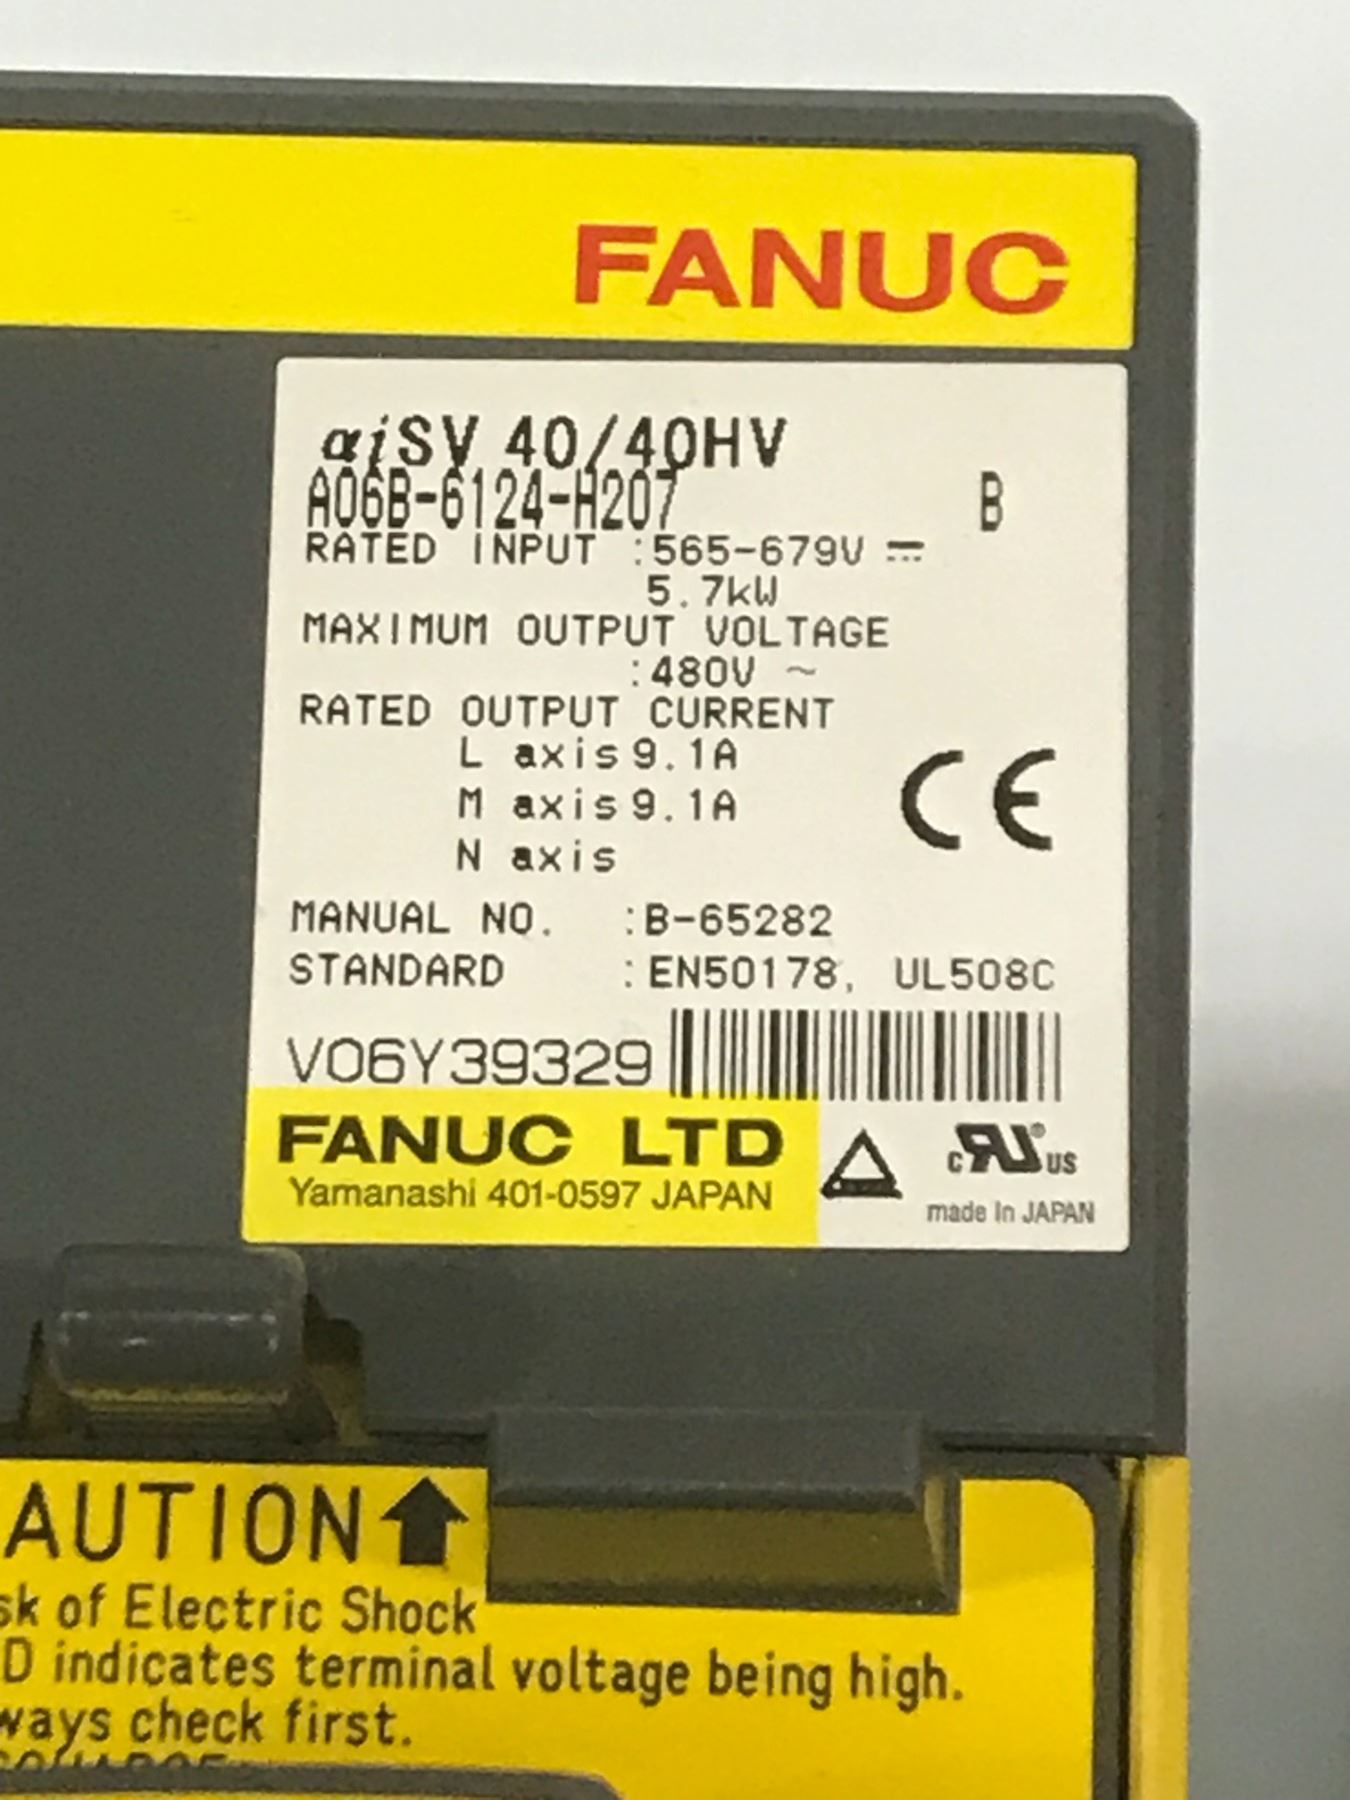 FANUC
αiSV 40/40HV
A06B-6124-H207 B
RATED INPUT :565-679V ⎓
5.7kW
MAXIMUM OUTPUT VOLTAGE
:480V ~
RATED OUTPUT CURRENT
L axis 9.1A
M axis 9.1A
N axis
CE
MANUAL NO. :B-65282
STANDARD :EN50178, UL508C
V06Y39329
FANUC LTD
Yamanashi 401-0597 JAPAN
c RU ® US
made in JAPAN
AUTION
sk of Electric Shock
D indicates terminal voltage being high.
ways check first.